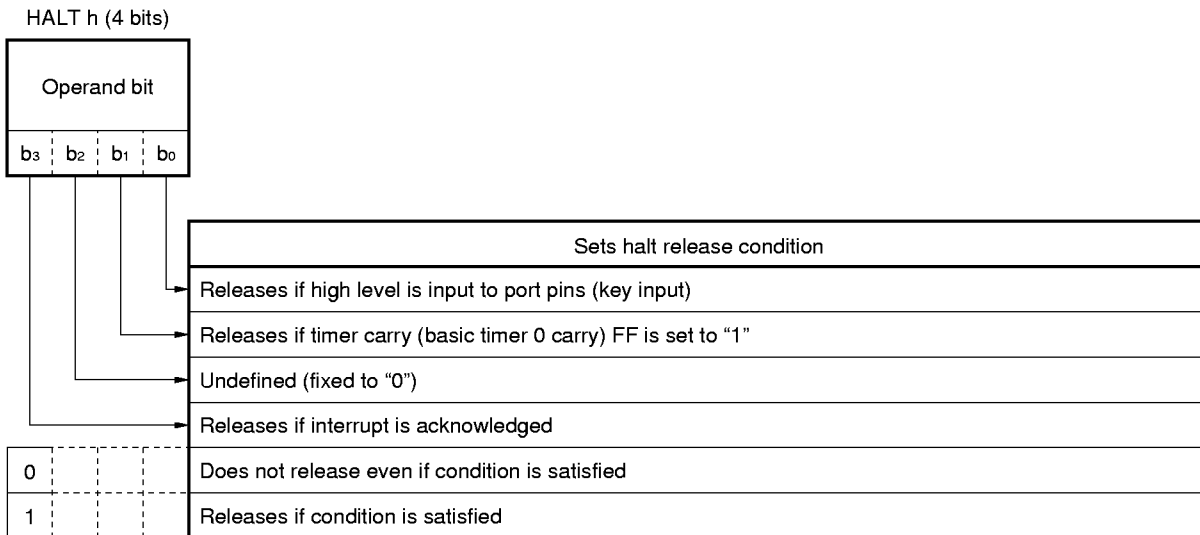 HALT h (4 bits)
Operand bit
b3 b2 b1 b0
Sets halt release condition
Releases if high level is input to port pins (key input)
Releases if timer carry (basic timer 0 carry) FF is set to “1”
Undefined (fixed to “0”)
Releases if interrupt is acknowledged
0 Does not release even if condition is satisfied
1 Releases if condition is satisfied